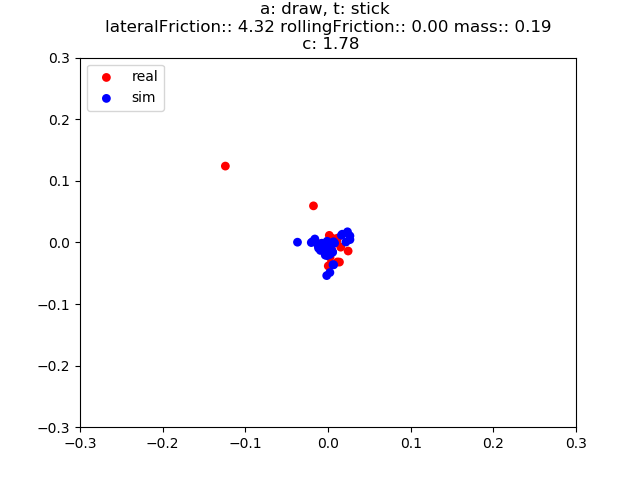 a: draw, t: stick
lateralFriction:: 4.32 rollingFriction:: 0.00 mass:: 0.19
c: 1.78
real
sim
0.3
0.2
0.1
0.0
−0.1
−0.2
−0.3
−0.3
−0.2
−0.1
0.0
0.1
0.2
0.3